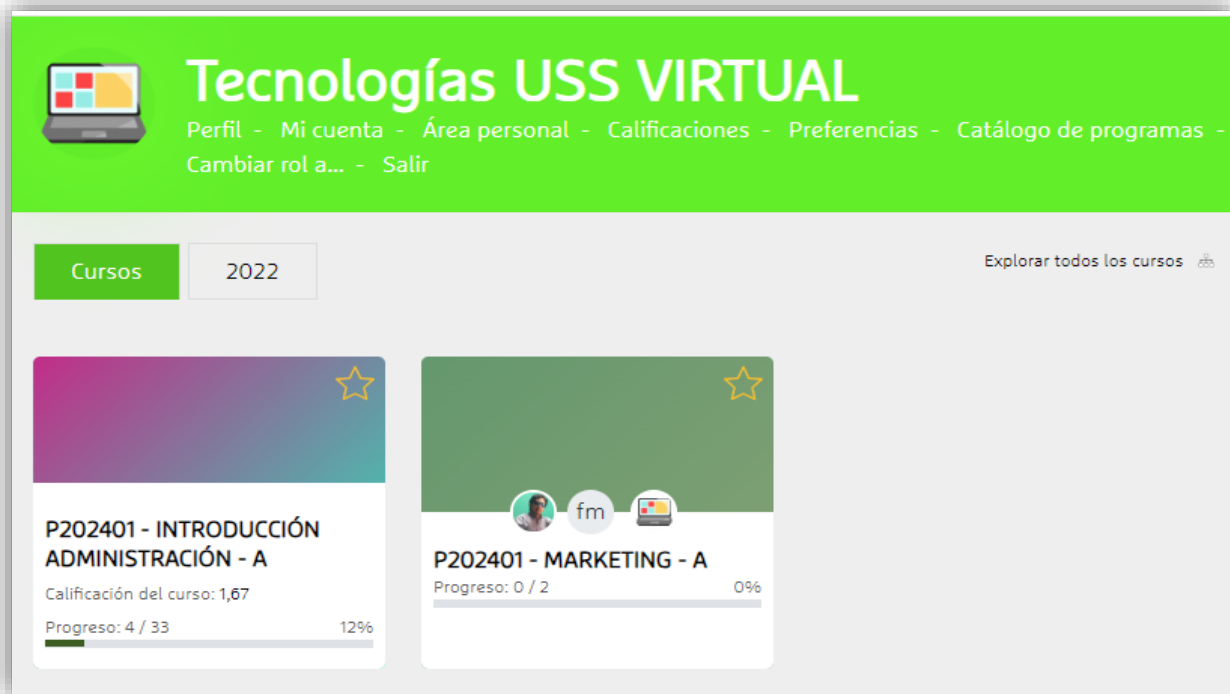 Tecnologías USS VIRTUAL
Perfil - Mi cuenta - Área personal - Calificaciones - Preferencias - Catálogo de programas -
Cambiar rol a... - Salir
Cursos
2022
Explorar todos los cursos
P202401 - INTRODUCCIÓN
ADMINISTRACIÓN - A
Calificación del curso: 1,67
Progreso: 4 / 33
12%
fm
P202401 - MARKETING - A
Progreso: 0 / 2
0%